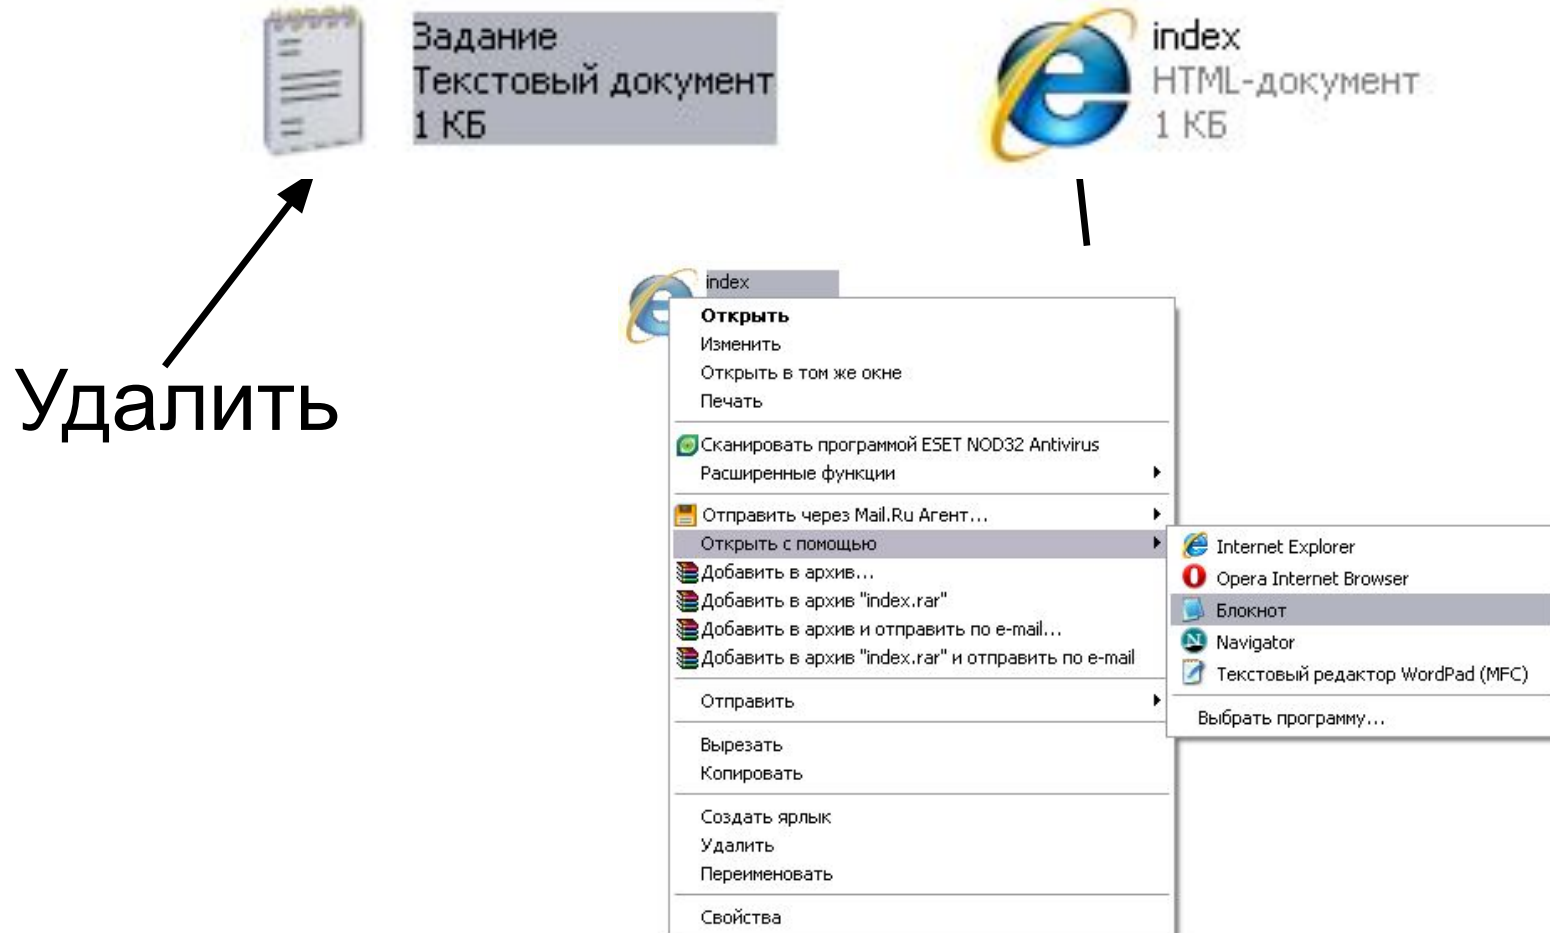 Задание
Текстовый документ
1 КБ
index
HTML-документ
1 КБ
Удалить
index
Открыть
Изменить
Открыть в том же окне
Печать
Сканировать программой ESET NOD32 Antivirus
Расширенные функции
Отправить через Mail.Ru Агент...
Открыть с помощью
Добавить в архив...
Добавить в архив "index.rar"
Добавить в архив и отправить по e-mail...
Добавить в архив "index.rar" и отправить по e-mail
Отправить
Вырезать
Копировать
Создать ярлык
Удалить
Переименовать
Свойства
Internet Explorer
Opera Internet Browser
Блокнот
Navigator
Текстовый редактор WordPad (MFC)
Выбрать программу...